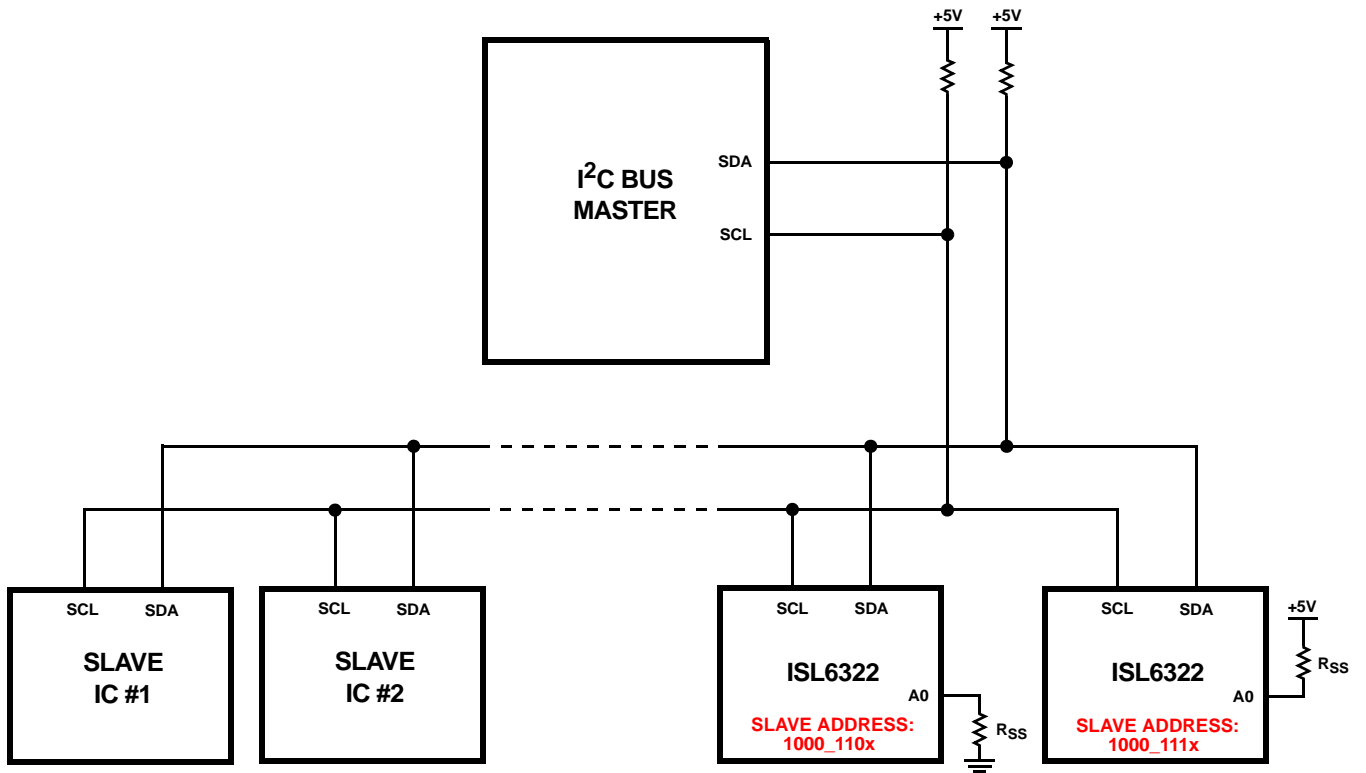 +5V +5V
I²C BUS
MASTER
SDA
SCL
SCL SDA
SLAVE
IC #1
SCL SDA
SLAVE
IC #2
SCL SDA
ISL6322
A0
SLAVE ADDRESS:
1000_110x
RSS
SCL SDA
ISL6322
A0
SLAVE ADDRESS:
1000_111x
+5V
RSS